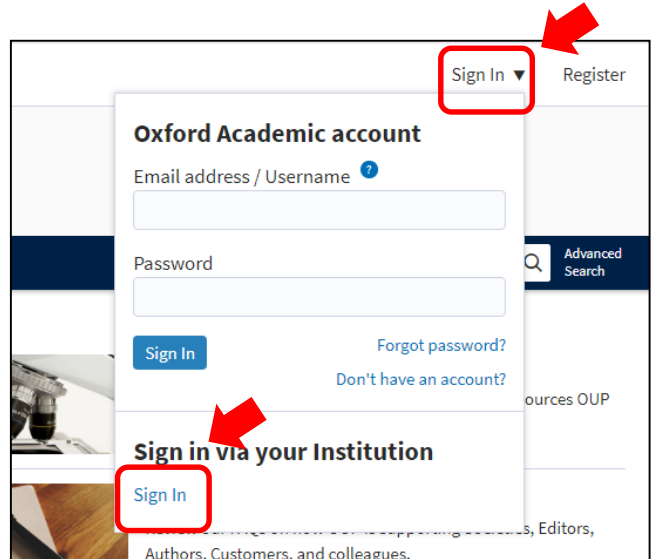 Sign In ▼ Register
Oxford Academic account
Email address / Username ?
Password
Advanced
Search
Sign In
Forgot password?
Don't have an account?
ources OUP
Sign in via your Institution
Sign In
s, Editors,
Authors, Customers, and colleagues.